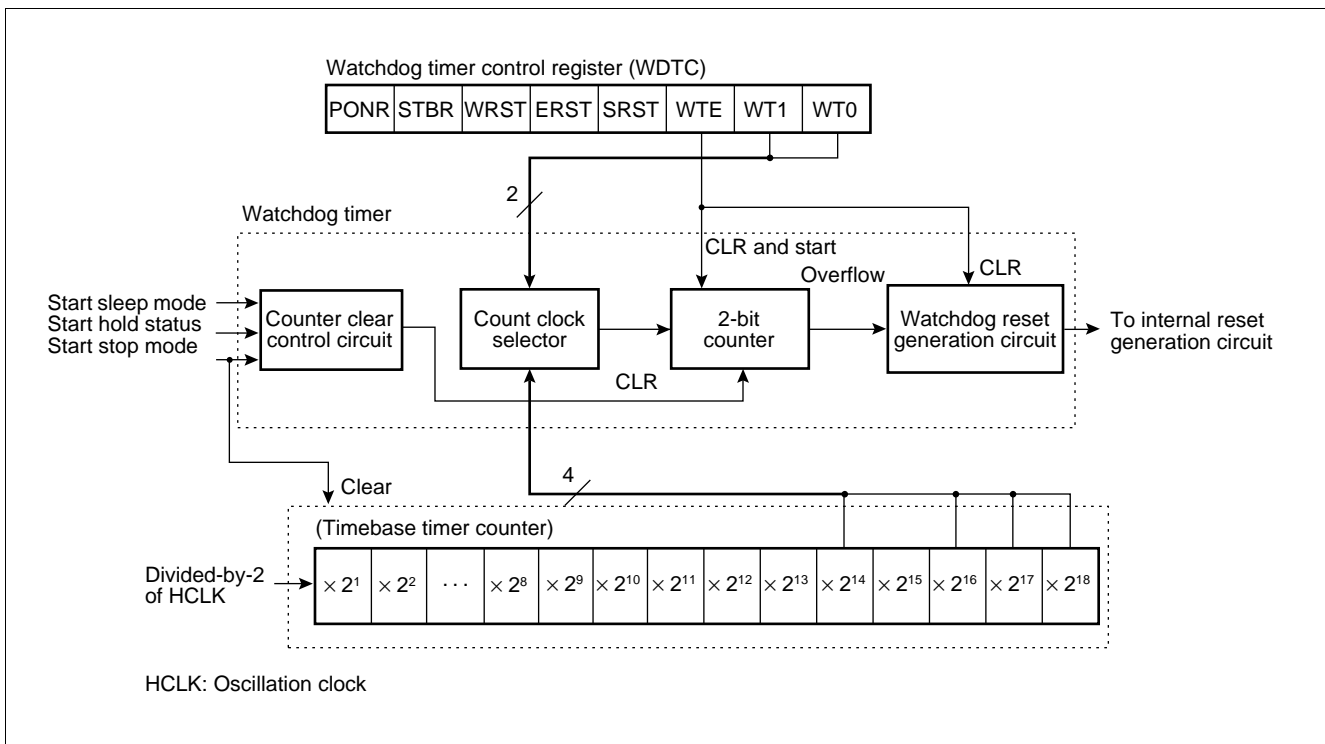 Watchdog timer control register (WDTC)
PONR STBR WRST ERST SRST WTE WT1 WT0
2
Watchdog timer
CLR and start
Overflow
CLR
Start sleep mode
Start hold status
Start stop mode
Counter clear
control circuit
Count clock
selector
2-bit
counter
Watchdog reset
generation circuit
To internal reset
generation circuit
CLR
4
Clear
(Timebase timer counter)
Divided-by-2
of HCLK
× 2¹ × 2² ··· × 2⁸ × 2⁹ × 2¹⁰ × 2¹¹ × 2¹² × 2¹³ × 2¹⁴ × 2¹⁵ × 2¹⁶ × 2¹⁷ × 2¹⁸
HCLK: Oscillation clock